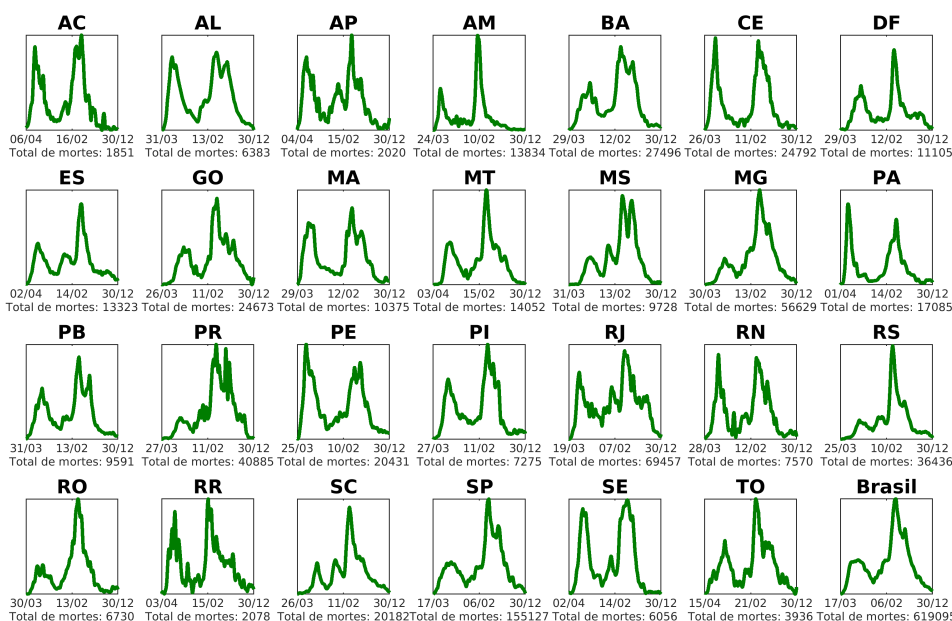 AC AL AP AM BA CE DF
06/04 16/02 30/12 31/03 13/02 30/12 04/04 15/02 30/12 24/03 10/02 30/12 29/03 12/02 30/12 26/03 11/02 30/12 29/03 12/02 30/12
Total de mortes: 1851 Total de mortes: 6383 Total de mortes: 2020 Total de mortes: 13834 Total de mortes: 27496 Total de mortes: 24792 Total de mortes: 11105
ES GO MA MT MS MG PA
02/04 14/02 30/12 26/03 11/02 30/12 29/03 12/02 30/12 03/04 15/02 30/12 31/03 13/02 30/12 30/03 13/02 30/12 01/04 14/02 30/12
Total de mortes: 13323 Total de mortes: 24673 Total de mortes: 10375 Total de mortes: 14052 Total de mortes: 9728 Total de mortes: 56629 Total de mortes: 17085
PB PR PE PI RJ RN RS
31/03 13/02 30/12 27/03 11/02 30/12 25/03 10/02 30/12 27/03 11/02 30/12 19/03 07/02 30/12 28/03 12/02 30/12 25/03 10/02 30/12
Total de mortes: 9591 Total de mortes: 40885 Total de mortes: 20431 Total de mortes: 7275 Total de mortes: 69457 Total de mortes: 7570 Total de mortes: 36436
RO RR SC SP SE TO Brasil
30/03 13/02 30/12 03/04 15/02 30/12 26/03 11/02 30/12 17/03 06/02 30/12 02/04 14/02 30/12 15/04 21/02 30/12 17/03 06/02 30/12
Total de mortes: 6730 Total de mortes: 2078 Total de mortes: 20182 Total de mortes: 155127 Total de mortes: 6056 Total de mortes: 3936 Total de mortes: 619095